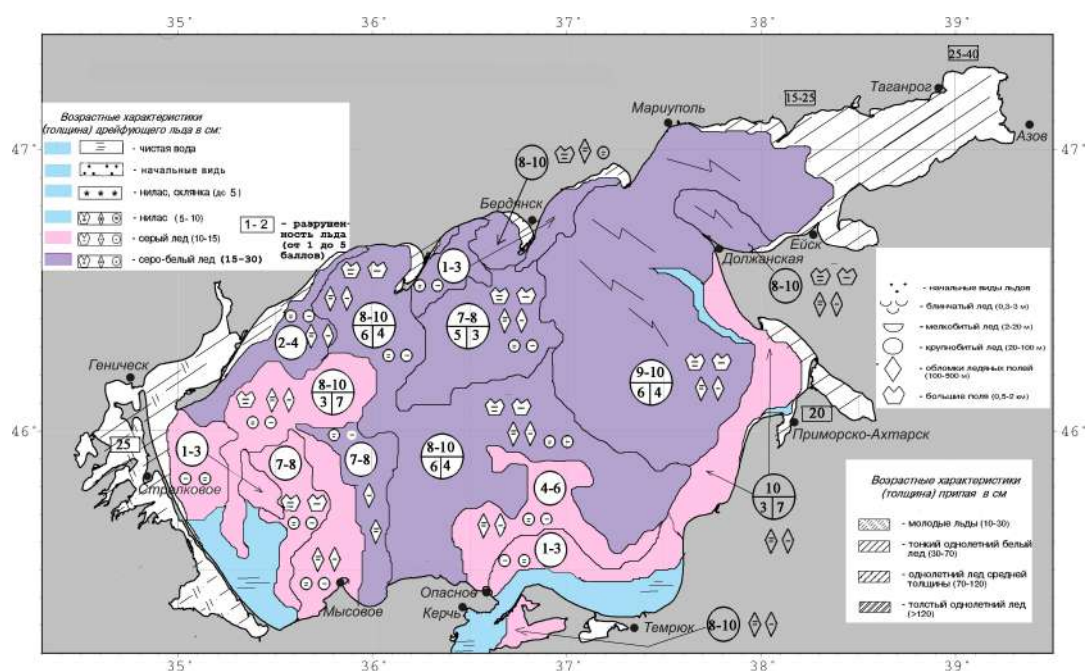 35° 36° 37° 38° 39°
25-40
Таганрог
15-25
Мариуполь
Азов
47° 47°
Возрастные характеристики
(толщина) дрейфующего льда в см:
- чистая вода
- начальные видь
- нилас, склянка (до 5)
- нилас (5-10)
- серый лед (10-15)
- серо-белый лед (15-30)
1-2 - разрушен-
ность льда
(от 1 до 5
баллов)
8-10
Бердянск
Ейск
Должанская
8-10
1-3
7-8
5 3
8-10
6 4
2-4
- начальные виды льдов
- блинчатый лед (0,3-3 м)
- мелкобитый лед (2-20 м)
- крупнобитый лед (20-100 м)
- обломки ледяных полей
(100-500 м)
- большие поля (0,5-2 км)
Геническ
8-10
3 7
9-10
6 4
20
Приморско-Ахтарск
46° 46°
25
1-3
7-8
7-8
8-10
6 4
Стрелковое
4-6
10
3 7
1-3
Возрастные характеристики
(толщина) припая в см
- молодые льды (10-30)
- тонкий однолетний белый
лед (30-70)
- однолетний лед средней
толщины (70-120)
- толстый однолетний лед
(>120)
Мысовое
Опасное
Керчь
Темрюк
8-10
35° 36° 37° 38° 39°